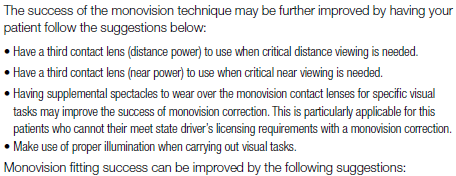 The success of the monovision technique may be further improved by having your
patient follow the suggestions below:
• Have a third contact lens (distance power) to use when critical distance viewing is needed.
• Have a third contact lens (near power) to use when critical near viewing is needed.
• Having supplemental spectacles to wear over the monovision contact lenses for specific visual
tasks may improve the success of monovision correction. This is particularly applicable for this
patients who cannot their meet state driver's licensing requirements with a monovision correction.
• Make use of proper illumination when carrying out visual tasks.
Monovision fitting success can be improved by the following suggestions: